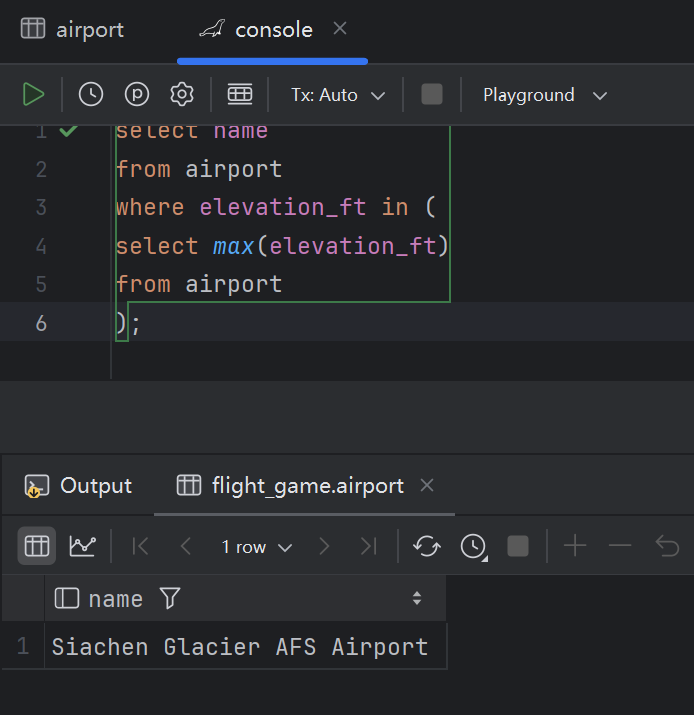 airport console
Tx: Auto Playground
1 select name
2 from airport
3 where elevation_ft in (
4 select max(elevation_ft)
5 from airport
6 );
Output flight_game.airport
1 row
name
1 Siachen Glacier AFS Airport